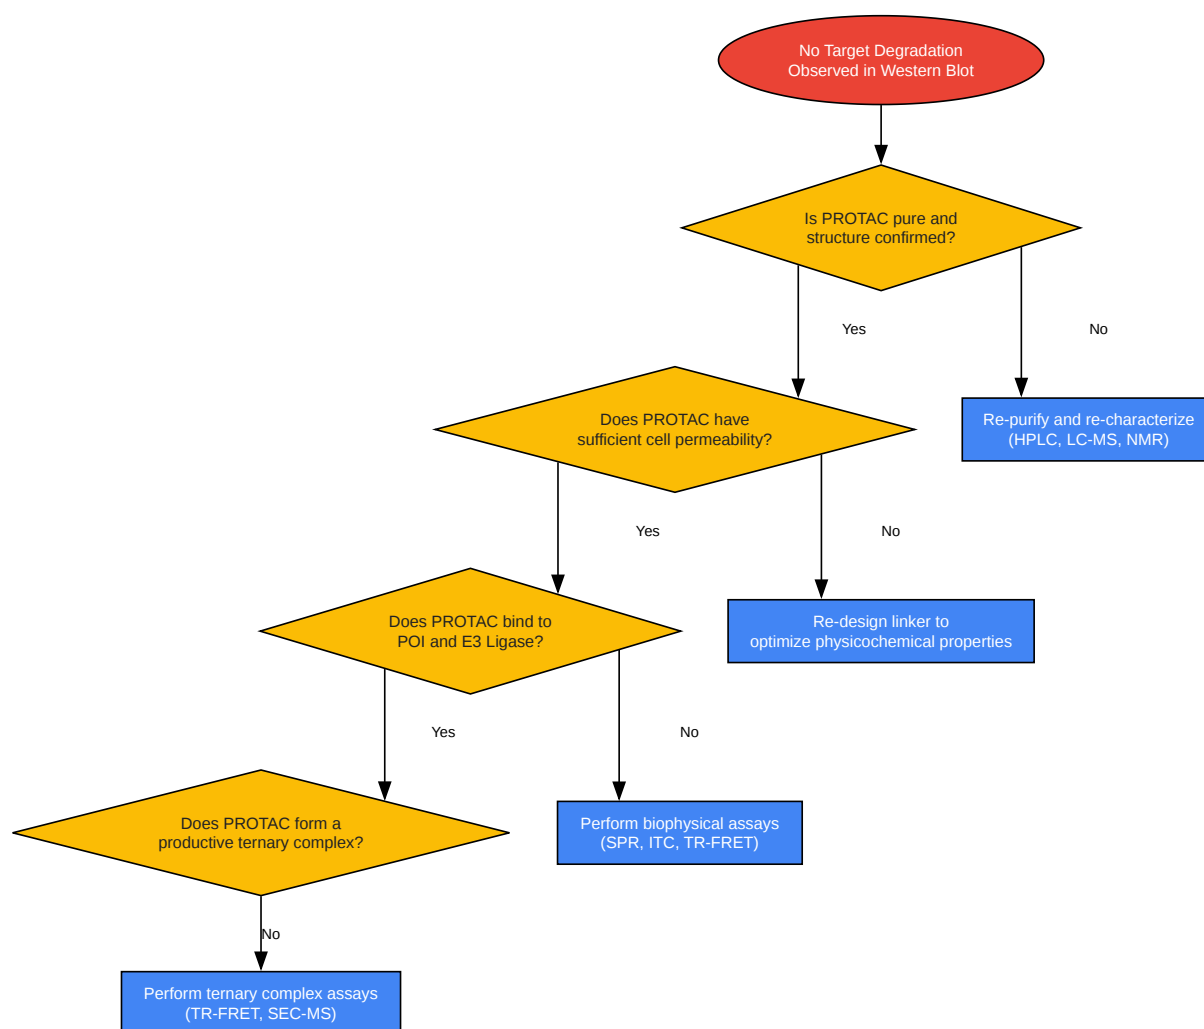 No Target Degradation
Observed in Western Blot
Is PROTAC pure and
structure confirmed?
Yes
No
Does PROTAC have
sufficient cell permeability?
Re-purify and re-characterize
(HPLC, LC-MS, NMR)
Yes
No
Does PROTAC bind to
POI and E3 Ligase?
Re-design linker to
optimize physicochemical properties
Yes
No
Does PROTAC form a
productive ternary complex?
Perform biophysical assays
(SPR, ITC, TR-FRET)
No
Perform ternary complex assays
(TR-FRET, SEC-MS)